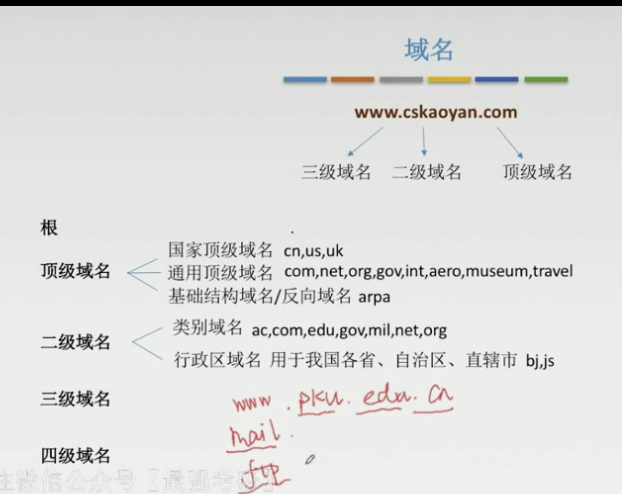 域名
www.cskaoyan.com
三级域名 二级域名 顶级域名
根
国家顶级域名 cn,us,uk
顶级域名 通用顶级域名 com,net,org,gov,int,aero,museum,travel
基础结构域名/反向域名 arpa
类别域名 ac,com,edu,gov,mil,net,org
二级域名
行政区域名 用于我国各省、自治区、直辖市 bj,js
三级域名 www.pku.edu.cn
mail.
四级域名
ftp
注微信公众号【最强考研】